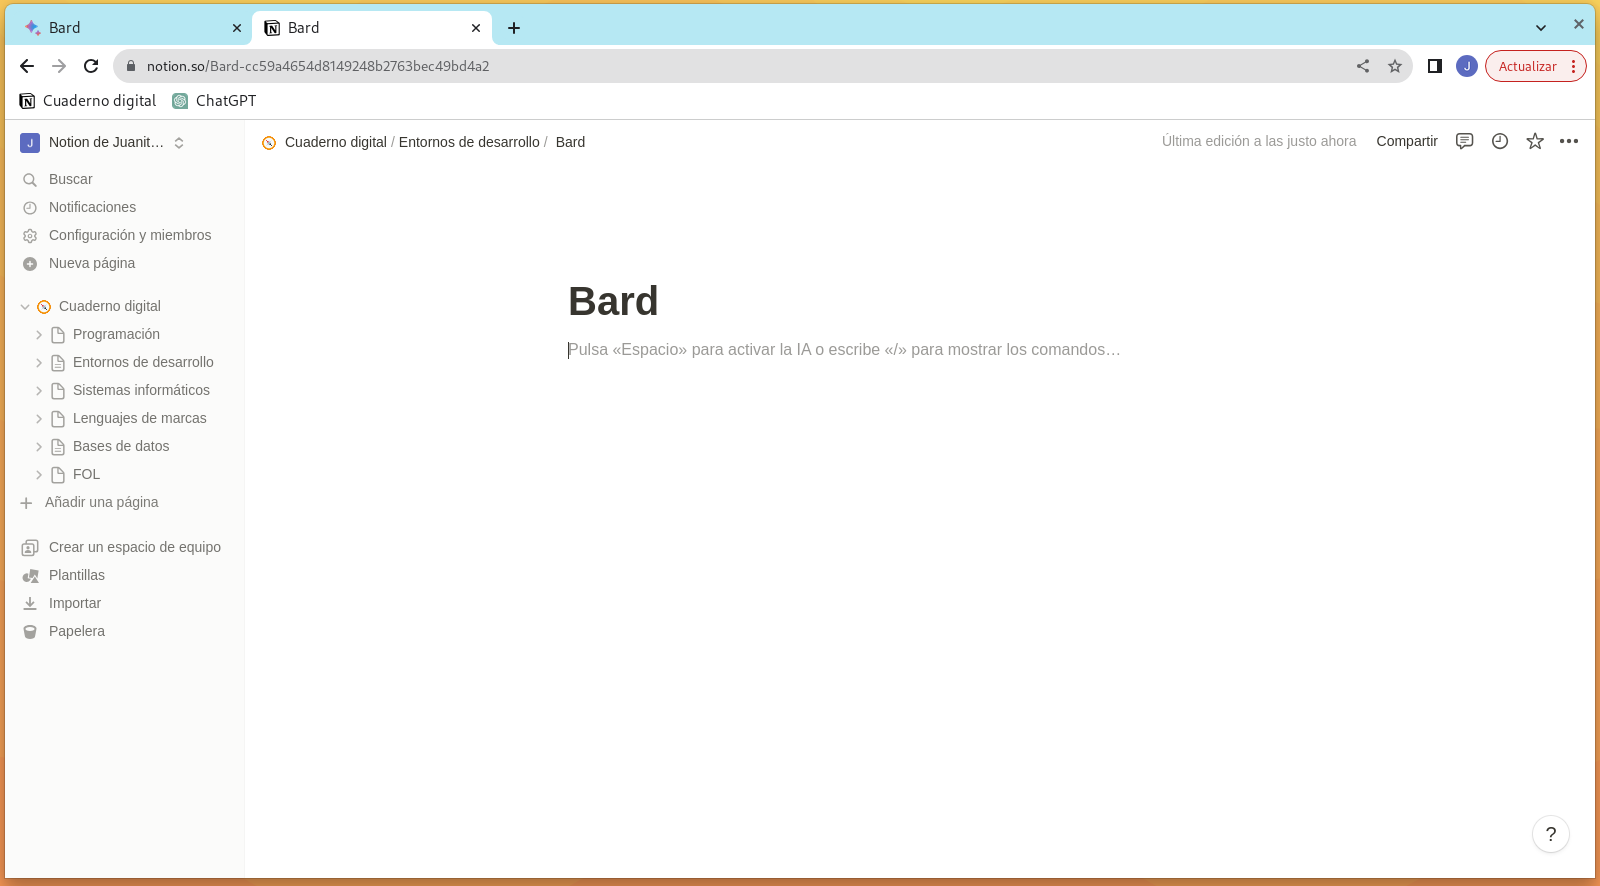 Bard
Bard
notion.so/Bard-cc59a4654d8149248b2763bec49bd4a2
J
Actualizar
Cuaderno digital
ChatGPT
J
Notion de Juanit…
Cuaderno digital / Entornos de desarrollo / Bard
Última edición a las justo ahora
Compartir
Buscar
Notificaciones
Configuración y miembros
Nueva página
Cuaderno digital
Programación
Entornos de desarrollo
Sistemas informáticos
Lenguajes de marcas
Bases de datos
FOL
Añadir una página
Crear un espacio de equipo
Plantillas
Importar
Papelera
Bard
Pulsa «Espacio» para activar la IA o escribe «/» para mostrar los comandos…
?